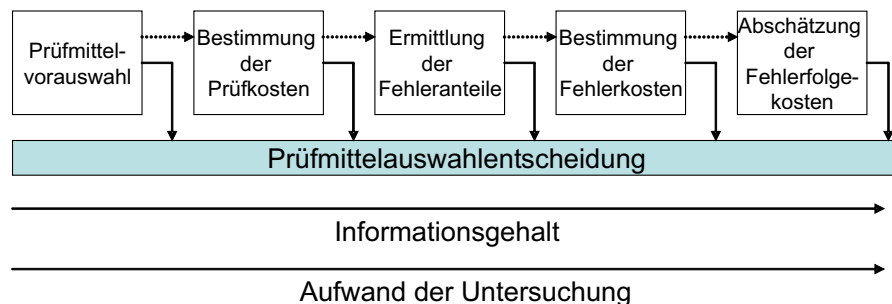 Prüfmittel-
vorauswahl
Bestimmung
der
Prüfkosten
Ermittlung
der
Fehleranteile
Bestimmung
der
Fehlerkosten
Abschätzung
der
Fehlerfolge-
kosten
Prüfmittelauswahlentscheidung
Informationsgehalt
Aufwand der Untersuchung